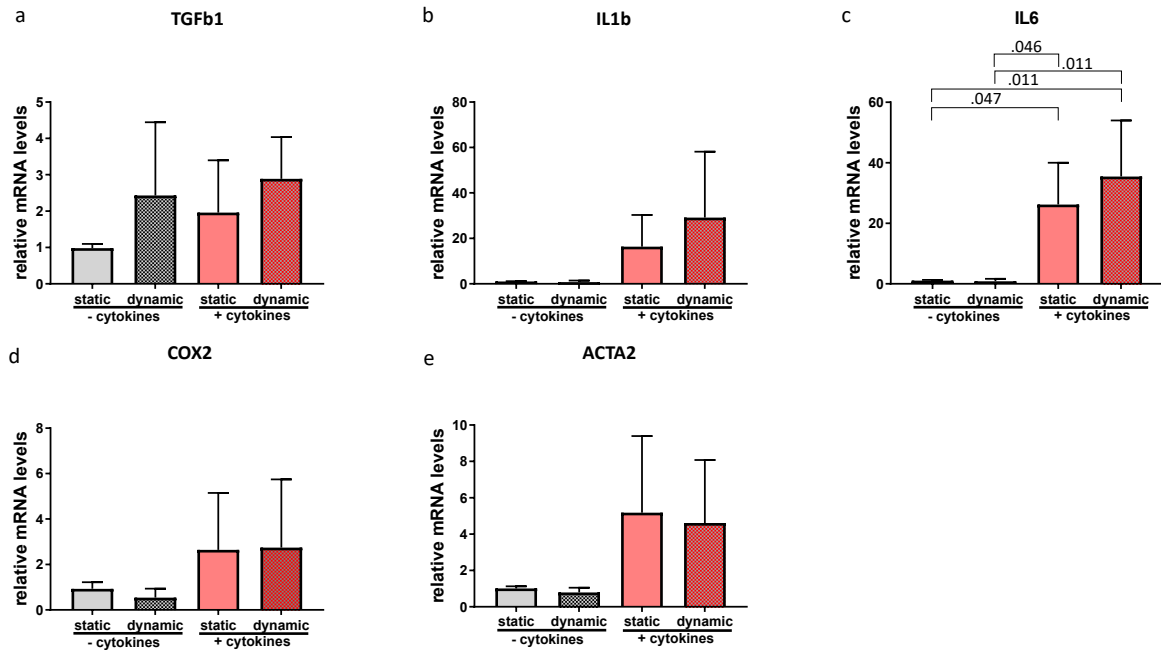 a
TGFb1
relative mRNA levels
5
4
3
2
1
0
static dynamic static dynamic
- cytokines + cytokines
b
IL1b
relative mRNA levels
80
60
40
20
0
static dynamic static dynamic
- cytokines + cytokines
c
IL6
.046
.011
.011
.047
relative mRNA levels
60
40
20
0
static dynamic static dynamic
- cytokines + cytokines
d
COX2
relative mRNA levels
8
6
4
2
0
static dynamic static dynamic
- cytokines + cytokines
e
ACTA2
relative mRNA levels
10
8
6
4
2
0
static dynamic static dynamic
- cytokines + cytokines